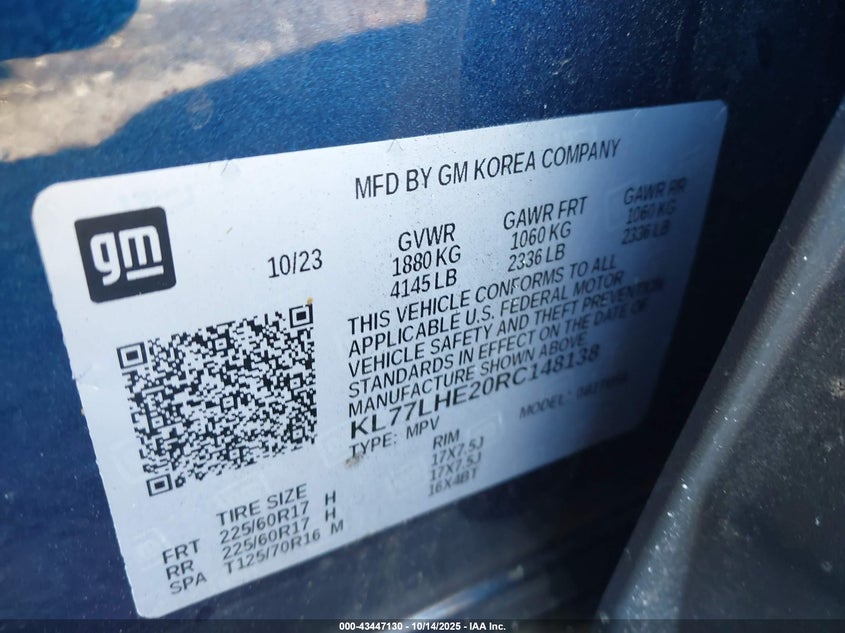 MFD BY GM KOREA COMPANY
gm
10/23
GVWR GAWR FRT GAWR RR
1880 KG 1060 KG 1060 KG
4145 LB 2336 LB 2336 LB
THIS VEHICLE CONFORMS TO ALL
APPLICABLE U.S. FEDERAL MOTOR
VEHICLE SAFETY AND THEFT PREVENTION
STANDARDS IN EFFECT ON THE DATE OF
MANUFACTURE SHOWN ABOVE.
KL77LHE20RC148138
TYPE: MPV MODEL:
TIRE SIZE RIM
FRT 225/60R17 H 17X7.5J
RR 225/60R17 H 17X7.5J
SPA T125/70R16 M 16X4BT
000-43447130 - 10/14/2025 - IAA Inc.